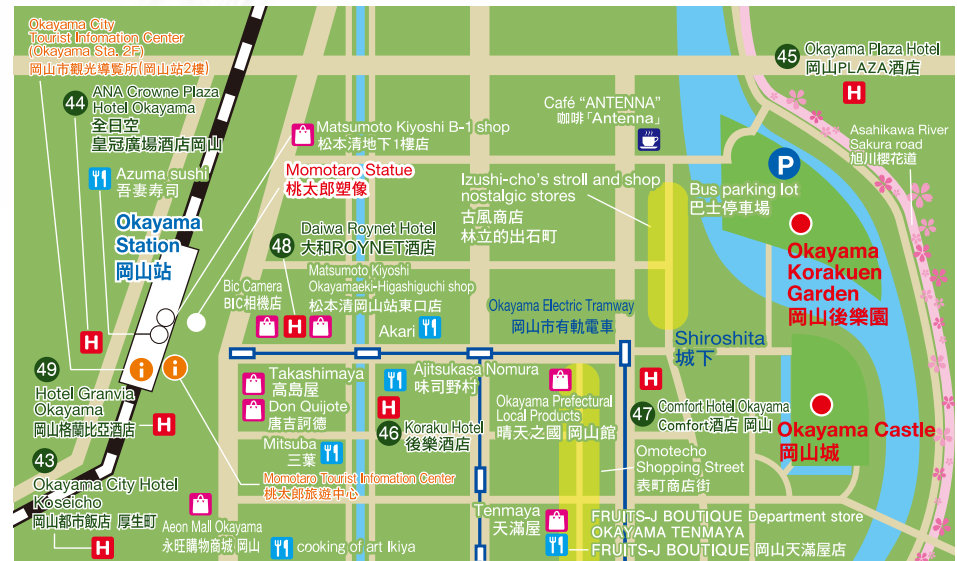 Okayama City
Tourist Infomation Center
(Okayama Sta. 2F)
岡山市觀光導覽所(岡山站2樓)
44
ANA Crowne Plaza
Hotel Okayama
全日空
皇冠廣場酒店岡山
Azuma sushi
吾妻寿司
Okayama
Station
岡山站
H
i
i
49
Hotel Granvia
Okayama
岡山格蘭比亞酒店
H
43
Okayama City Hotel
Koseicho
岡山都市飯店 厚生町
H
Matsumoto Kiyoshi B-1 shop
松本清地下1樓店
Momotaro Statue
桃太郎塑像
48
Daiwa Roynet Hotel
大和ROYNET酒店
Bic Camera
BIC相機店
H
Matsumoto Kiyoshi
Okayamaeki-Higashiguchi shop
松本清岡山站東口店
Akari
Takashimaya
高島屋
Don Quijote
唐吉訶德
Mitsuba
三葉
Momotaro Tourist Infomation Center
桃太郎旅遊中心
Aeon Mall Okayama
永旺購物商城 岡山
cooking of art Ikiya
Ajitsukasa Nomura
味司野村
H
46
Koraku Hotel
後樂酒店
Café “ANTENNA”
咖啡「Antenna」
Izushi-cho's stroll and shop
nostalgic stores
古風商店
林立的出石町
Okayama Electric Tramway
岡山市有軌電車
Shiroshita
城下
Okayama Prefectural
Local Products
晴天之國 岡山館
H
47
Comfort Hotel Okayama
Comfort酒店 岡山
Omotecho
Shopping Street
表町商店街
Tenmaya
天滿屋
FRUITS-J BOUTIQUE Department store
OKAYAMA TENMAYA
FRUITS-J BOUTIQUE 岡山天滿屋店
45
Okayama Plaza Hotel
岡山PLAZA酒店
H
Asahikawa River
Sakura road
旭川櫻花道
P
Bus parking lot
巴士停車場
Okayama
Korakuen
Garden
岡山後樂園
Okayama Castle
岡山城